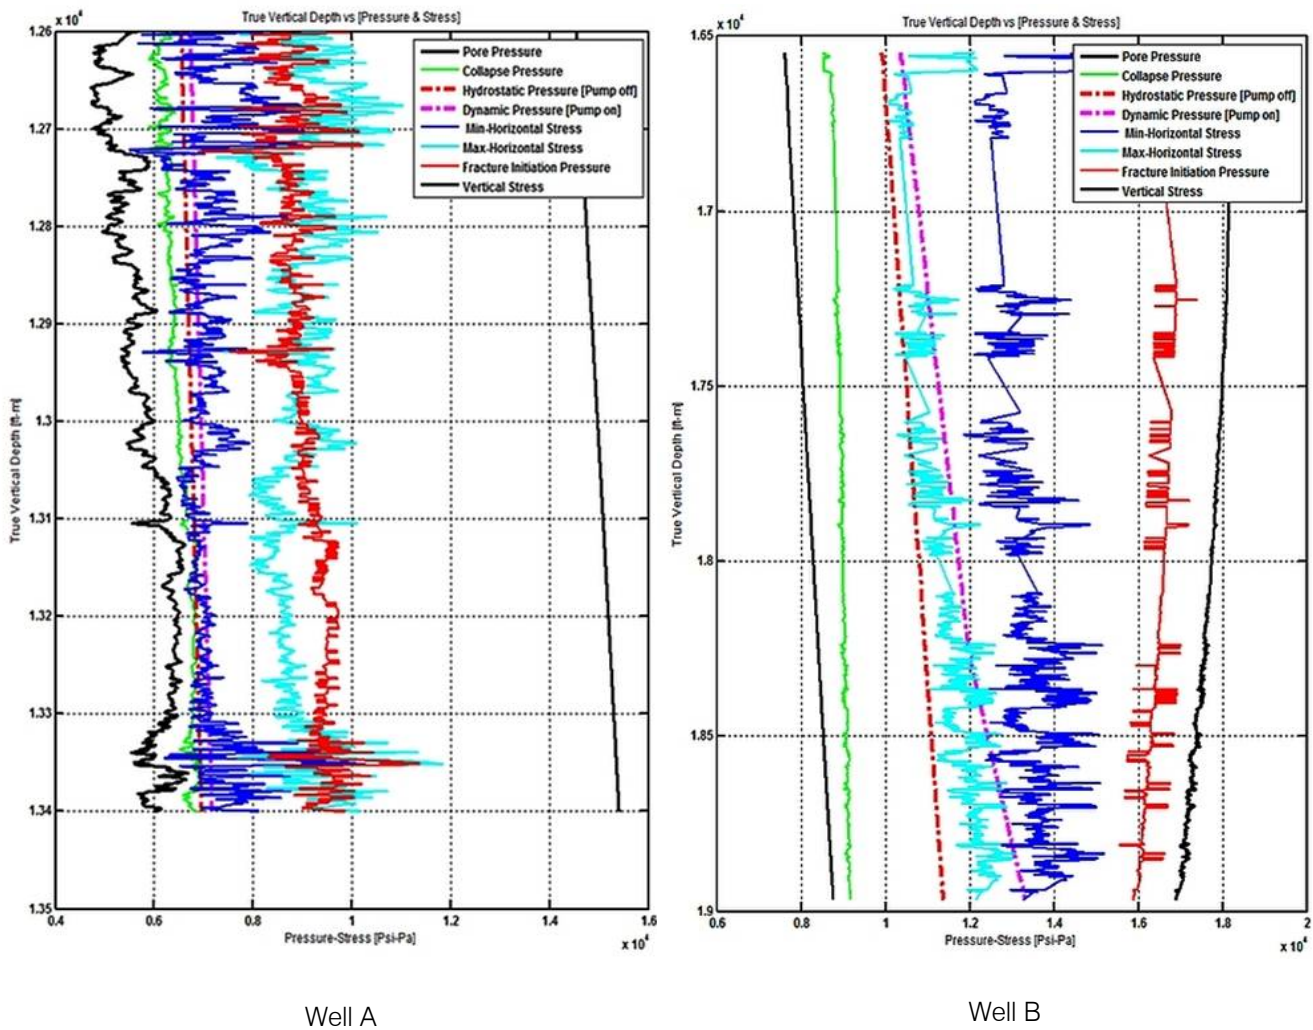 True Vertical Depth vs [Pressure & Stress]
x 10⁴
1.26
1.27
1.28
1.29
1.3
1.31
1.32
1.33
1.34
1.35
True Vertical Depth [ft-m]
Pore Pressure
Collapse Pressure
Hydrostatic Pressure [Pump off]
Dynamic Pressure [Pump on]
Min-Horizontal Stress
Max-Horizontal Stress
Fracture Initiation Pressure
Vertical Stress
0.4 0.6 0.8 1 1.2 1.4 1.6
Pressure-Stress [Psi-Pa]
x 10⁴
Well A
True Vertical Depth vs [Pressure & Stress]
x 10⁴
1.65
1.7
1.75
1.8
1.85
1.9
True Vertical Depth [ft-m]
Pore Pressure
Collapse Pressure
Hydrostatic Pressure [Pump off]
Dynamic Pressure [Pump on]
Min-Horizontal Stress
Max-Horizontal Stress
Fracture Initiation Pressure
Vertical Stress
0.6 0.8 1 1.2 1.4 1.6 1.8 2
Pressure-Stress [Psi-Pa]
x 10⁴
Well B